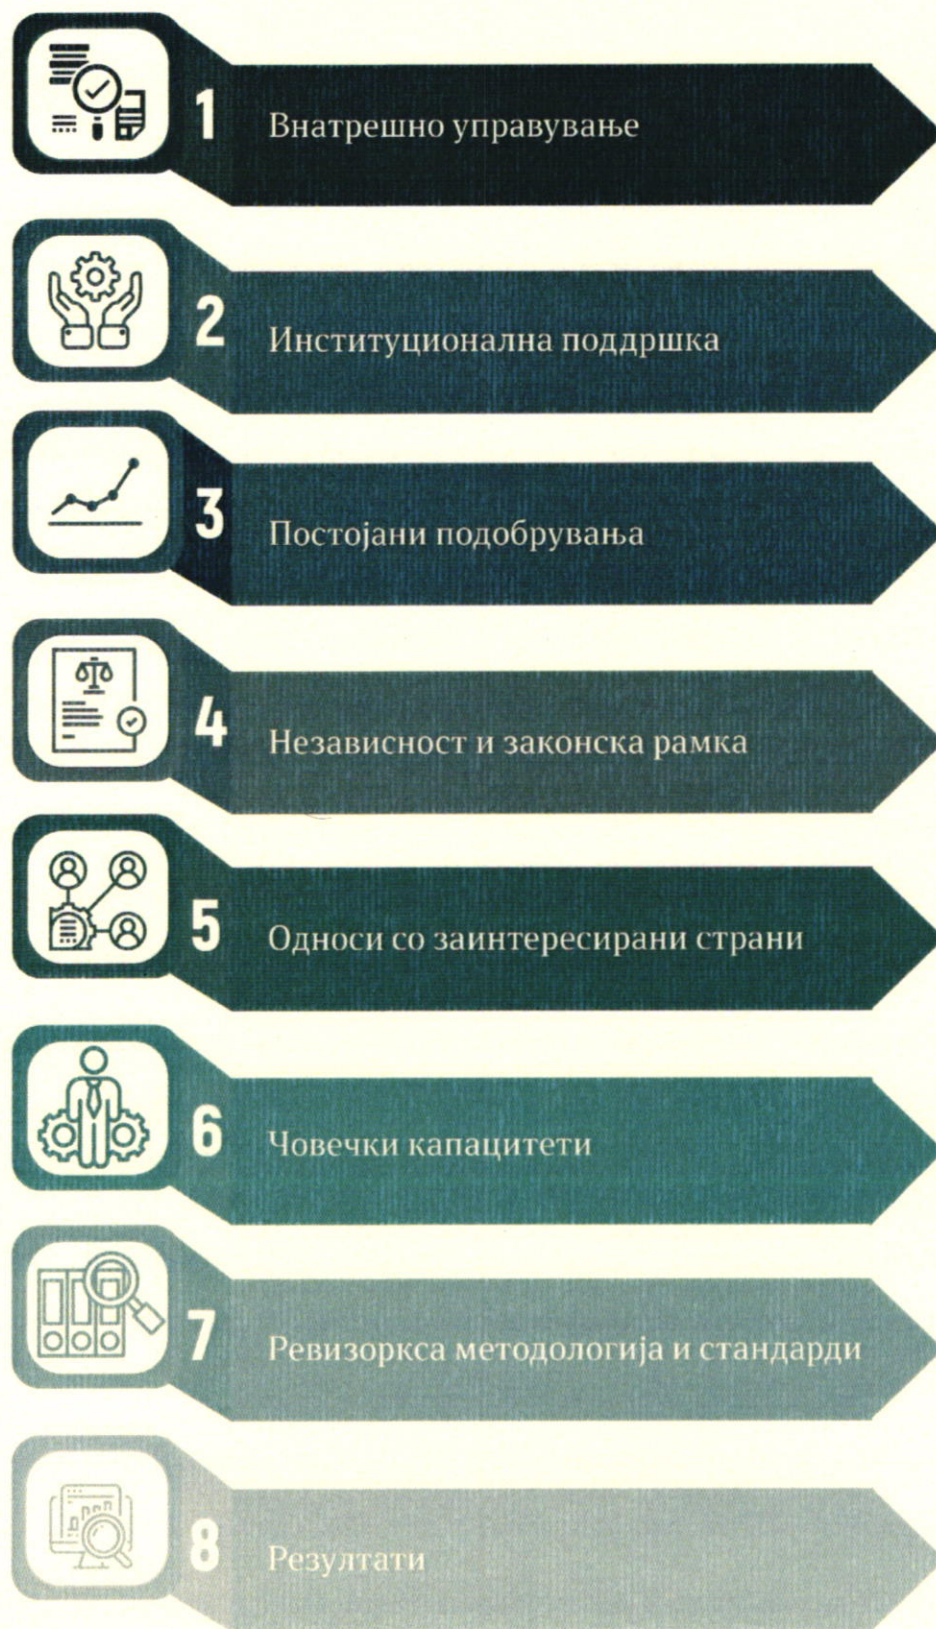 1 Внатрешно управување
2 Институционална поддршка
3 Постојани подобрувања
4 Независност и законска рамка
5 Односи со заинтересирани страни
6 Човечки капацитети
7 Ревизоркса методологија и стандарди
8 Резултати